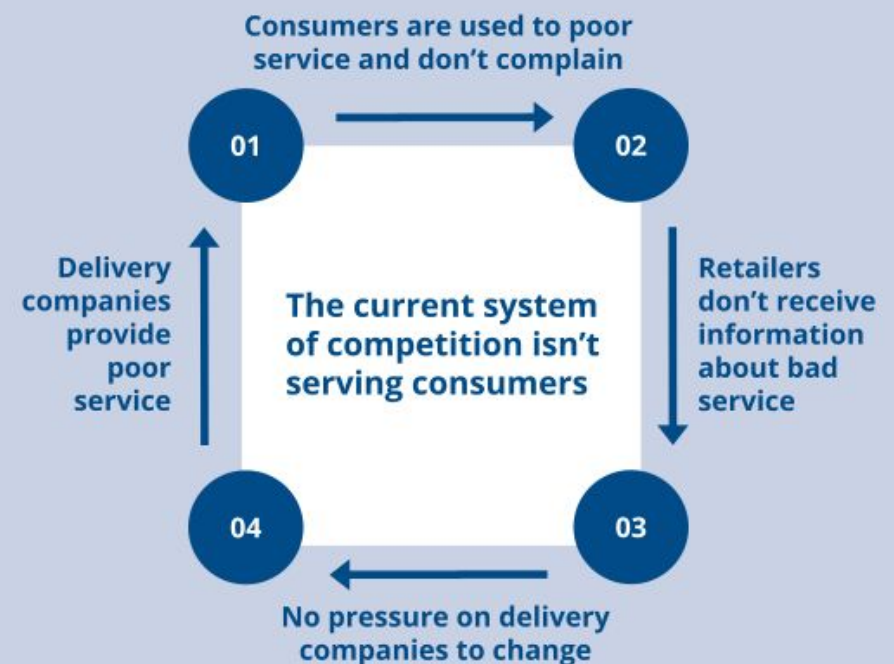 Consumers are used to poor
service and don’t complain
01
02
Delivery
companies
provide
poor
service
The current system
of competition isn’t
serving consumers
Retailers
don’t receive
information
about bad
service
04
03
No pressure on delivery
companies to change